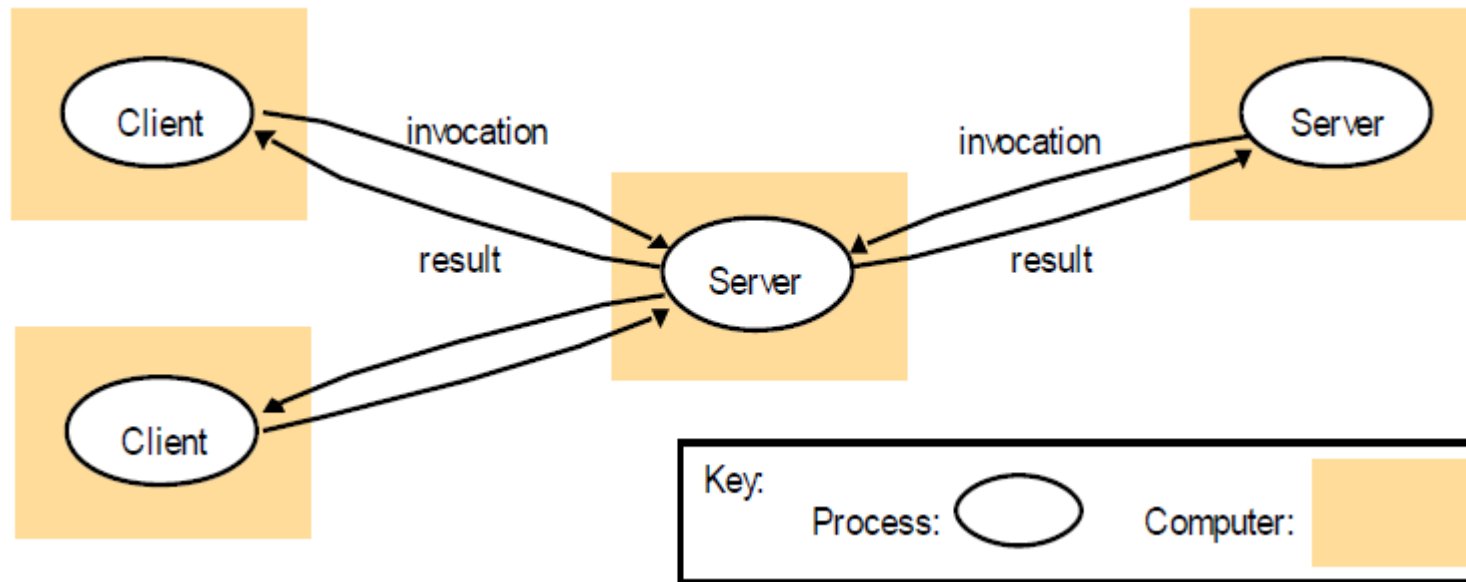 Client
Server
invocation
invocation
result
Server
result
Client
Key:
Process:
Computer: